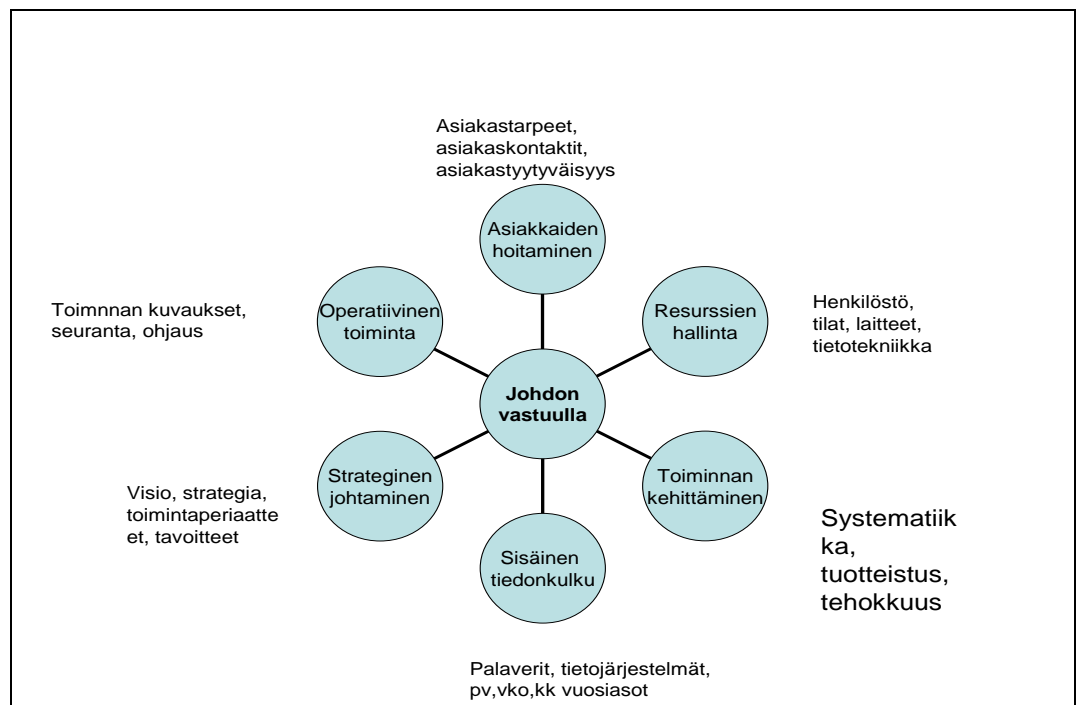 Asiakastarpeet,
asiakaskontaktit,
asiakastyytyväisyys
Asiakkaiden
hoitaminen
Toimnnan kuvaukset,
seuranta, ohjaus
Operatiivinen
toiminta
Resurssien
hallinta
Henkilöstö,
tilat, laitteet,
tietotekniikka
Johdon
vastuulla
Visio, strategia,
toimintaperiaatte
et, tavoitteet
Strateginen
johtaminen
Toiminnan
kehittäminen
Systematiik
ka,
tuotteistus,
tehokkuus
Sisäinen
tiedonkulku
Palaverit, tietojärjestelmät,
pv,vko,kk vuosiasot